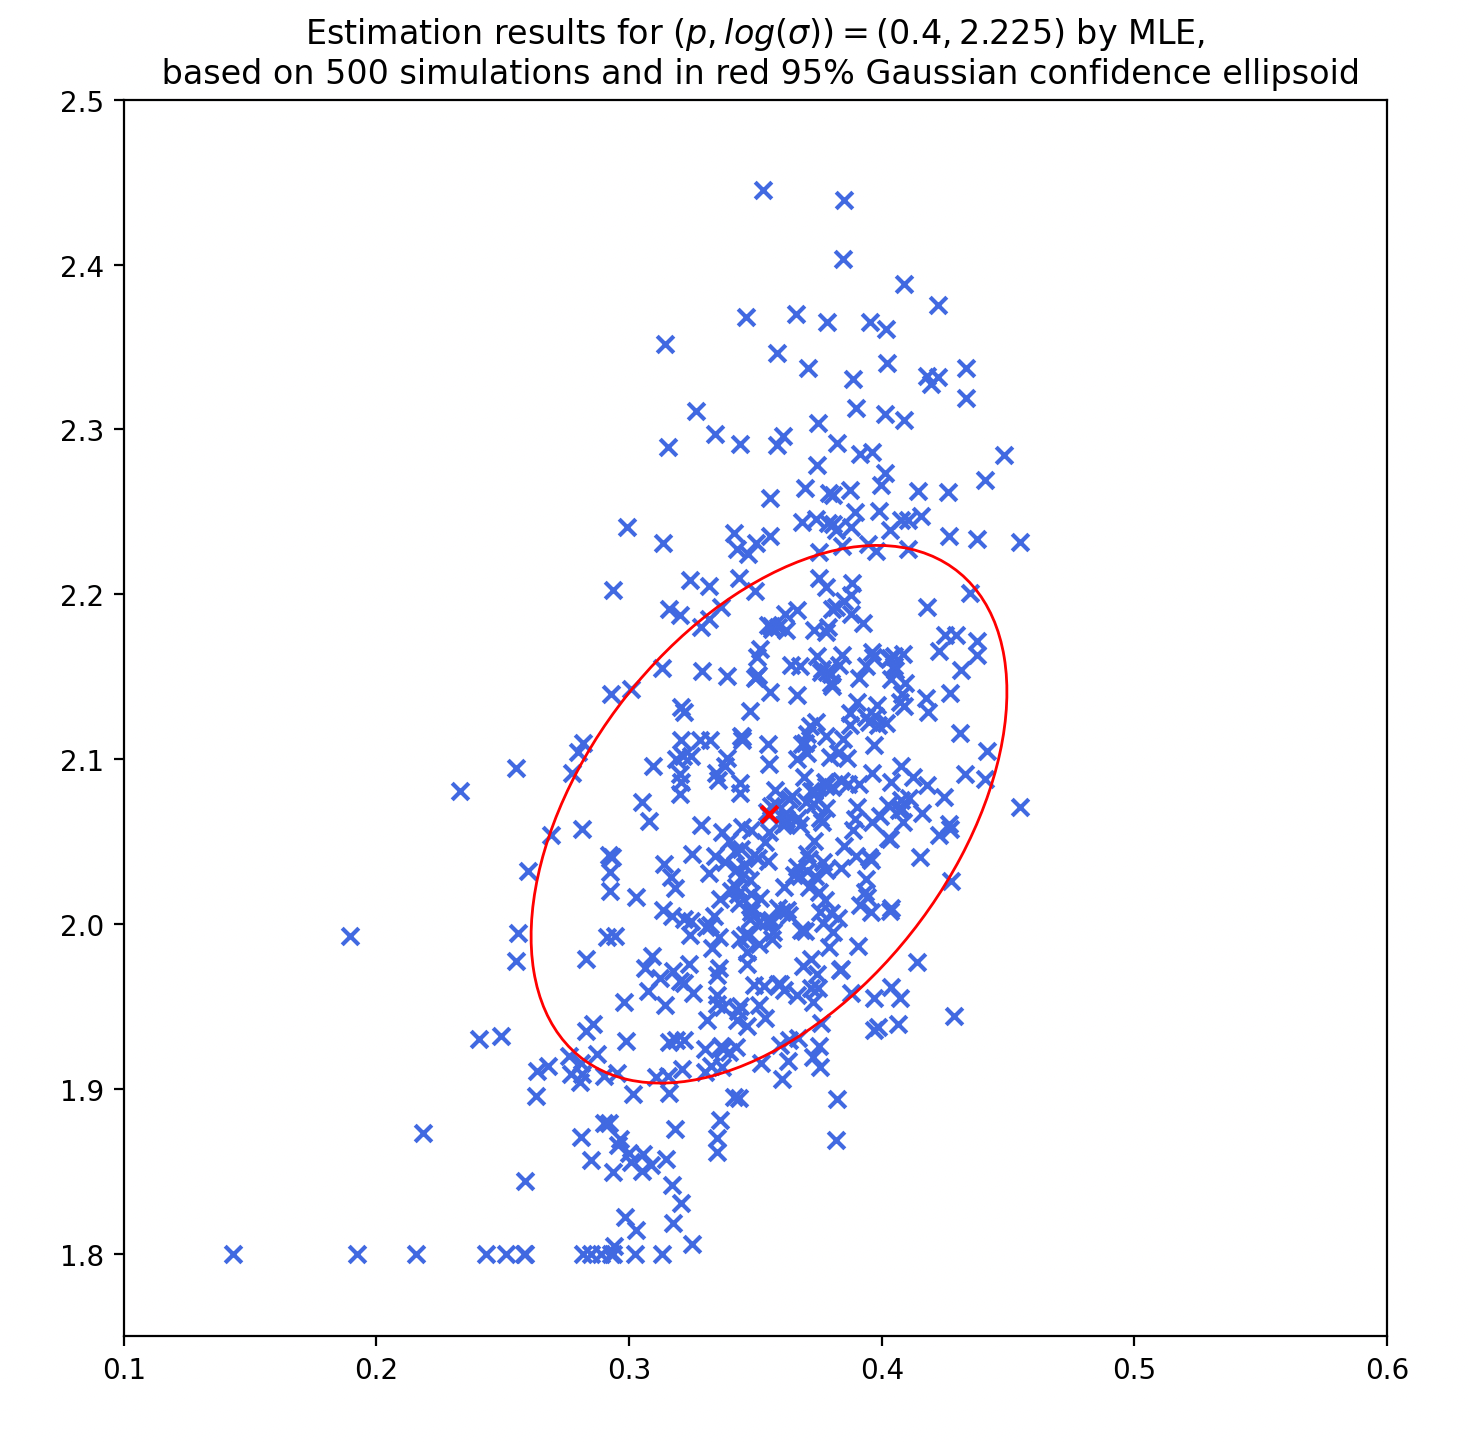 Estimation results for (p, log(σ)) = (0.4, 2.225) by MLE,
based on 500 simulations and in red 95% Gaussian confidence ellipsoid
2.5
2.4
2.3
2.2
2.1
2.0
1.9
1.8
0.1 0.2 0.3 0.4 0.5 0.6